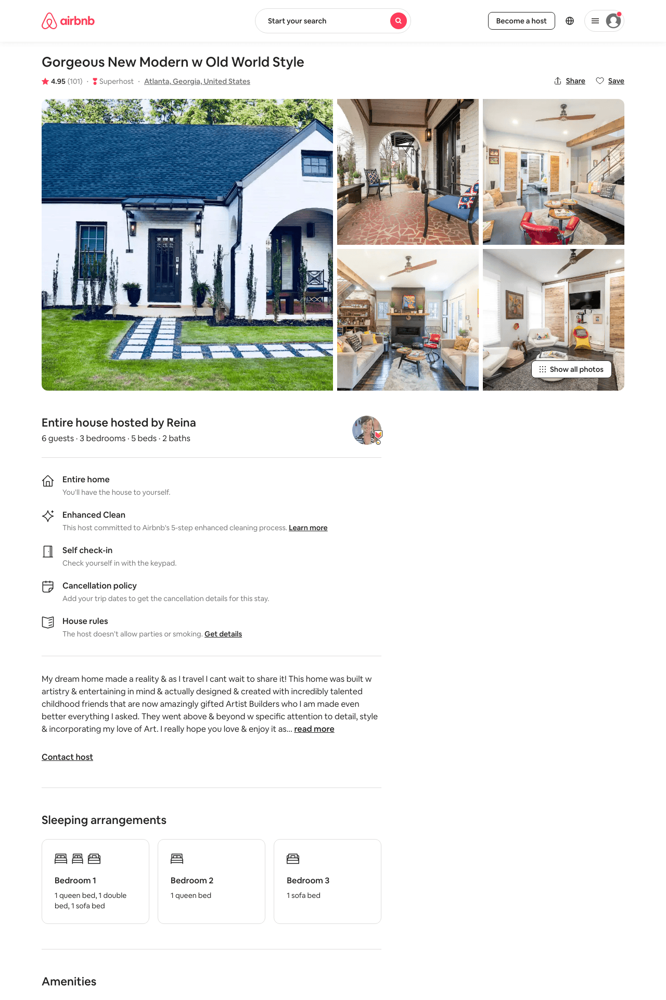 airbnb
Start your search
Become a host
Gorgeous New Modern w Old World Style
4.95 (101) · Superhost · Atlanta, Georgia, United States
Share
Save
Show all photos
Entire house hosted by Reina
6 guests · 3 bedrooms · 5 beds · 2 baths
Entire home
You’ll have the house to yourself.
Enhanced Clean
This host committed to Airbnb's 5-step enhanced cleaning process. Learn more
Self check-in
Check yourself in with the keypad.
Cancellation policy
Add your trip dates to get the cancellation details for this stay.
House rules
The host doesn’t allow parties or smoking. Get details
My dream home made a reality & as I travel I cant wait to share it! This home was built w
artistry & entertaining in mind & actually designed & created with incredibly talented
childhood friends that are now amazingly gifted Artist Builders who I am made even
better everything I asked. They went above & beyond w specific attention to detail, style
& incorporating my love of Art. I really hope you love & enjoy it as… read more
Contact host
Sleeping arrangements
Bedroom 1
1 queen bed, 1 double
bed, 1 sofa bed
Bedroom 2
1 queen bed
Bedroom 3
1 sofa bed
Amenities